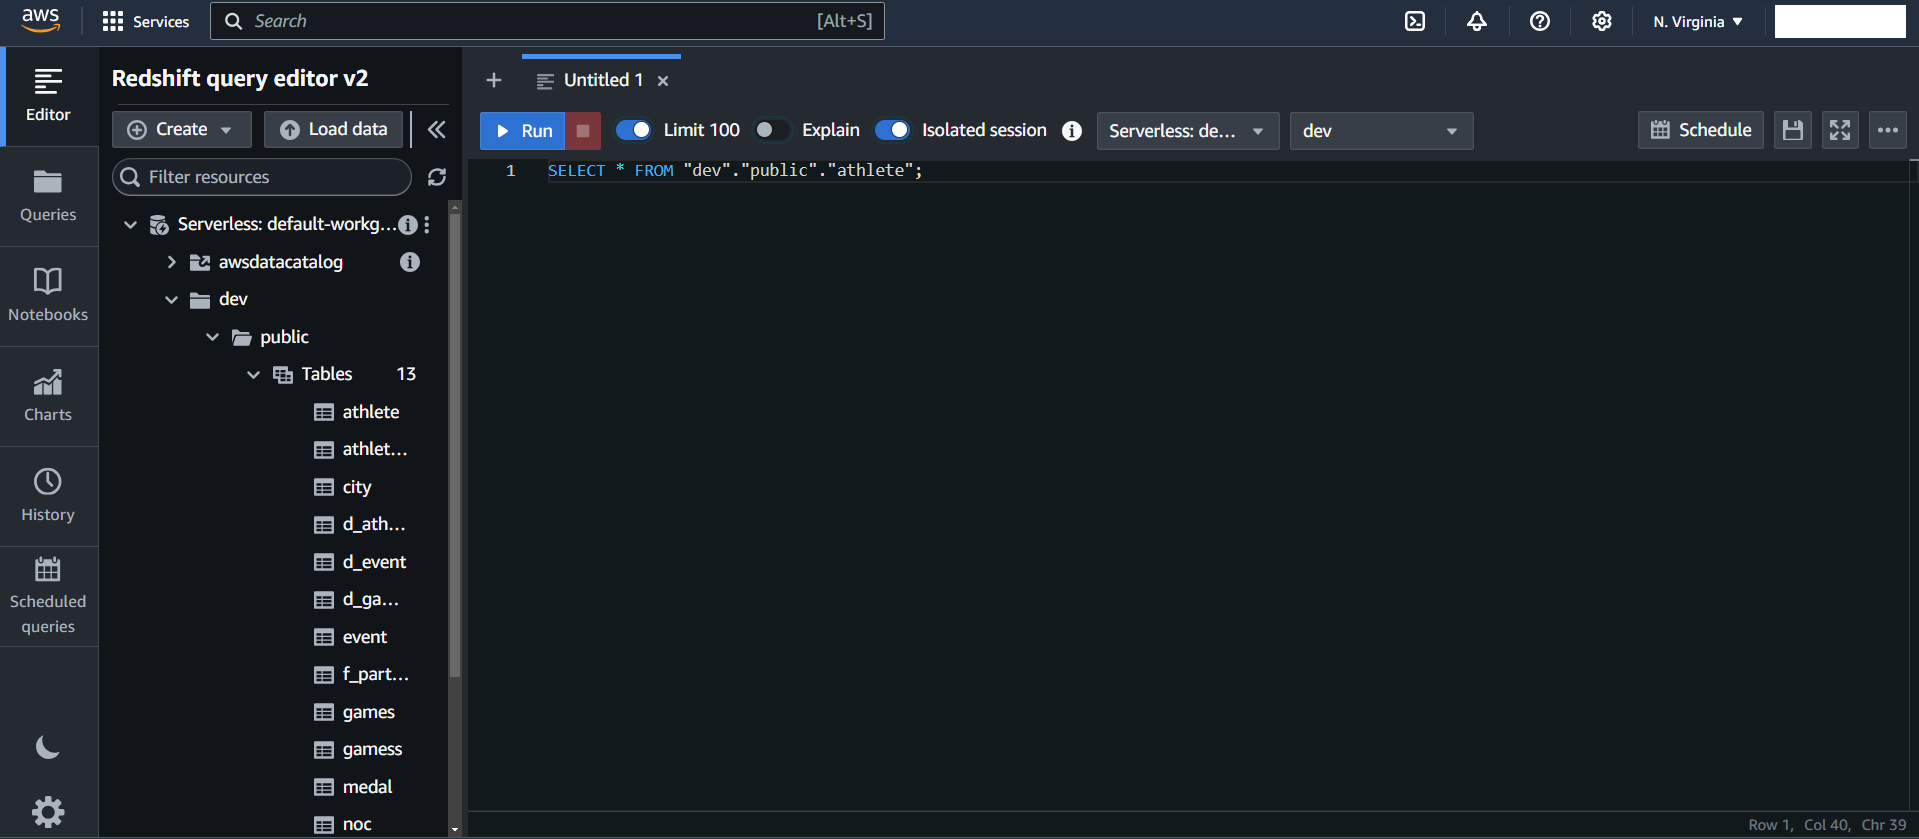 aws
Services
Search
[Alt+S]
N. Virginia
Editor
Queries
Notebooks
Charts
History
Scheduled
queries
Redshift query editor v2
Create
Load data
Filter resources
Serverless: default-workg...
awsdatacatalog
dev
public
Tables 13
athlete
athlet...
city
d_ath...
d_event
d_ga...
event
f_part...
games
gamess
medal
noc
Untitled 1
Run
Limit 100
Explain
Isolated session
Serverless: de...
dev
Schedule
1 SELECT * FROM "dev"."public"."athlete";
Row 1, Col 40, Chr 39